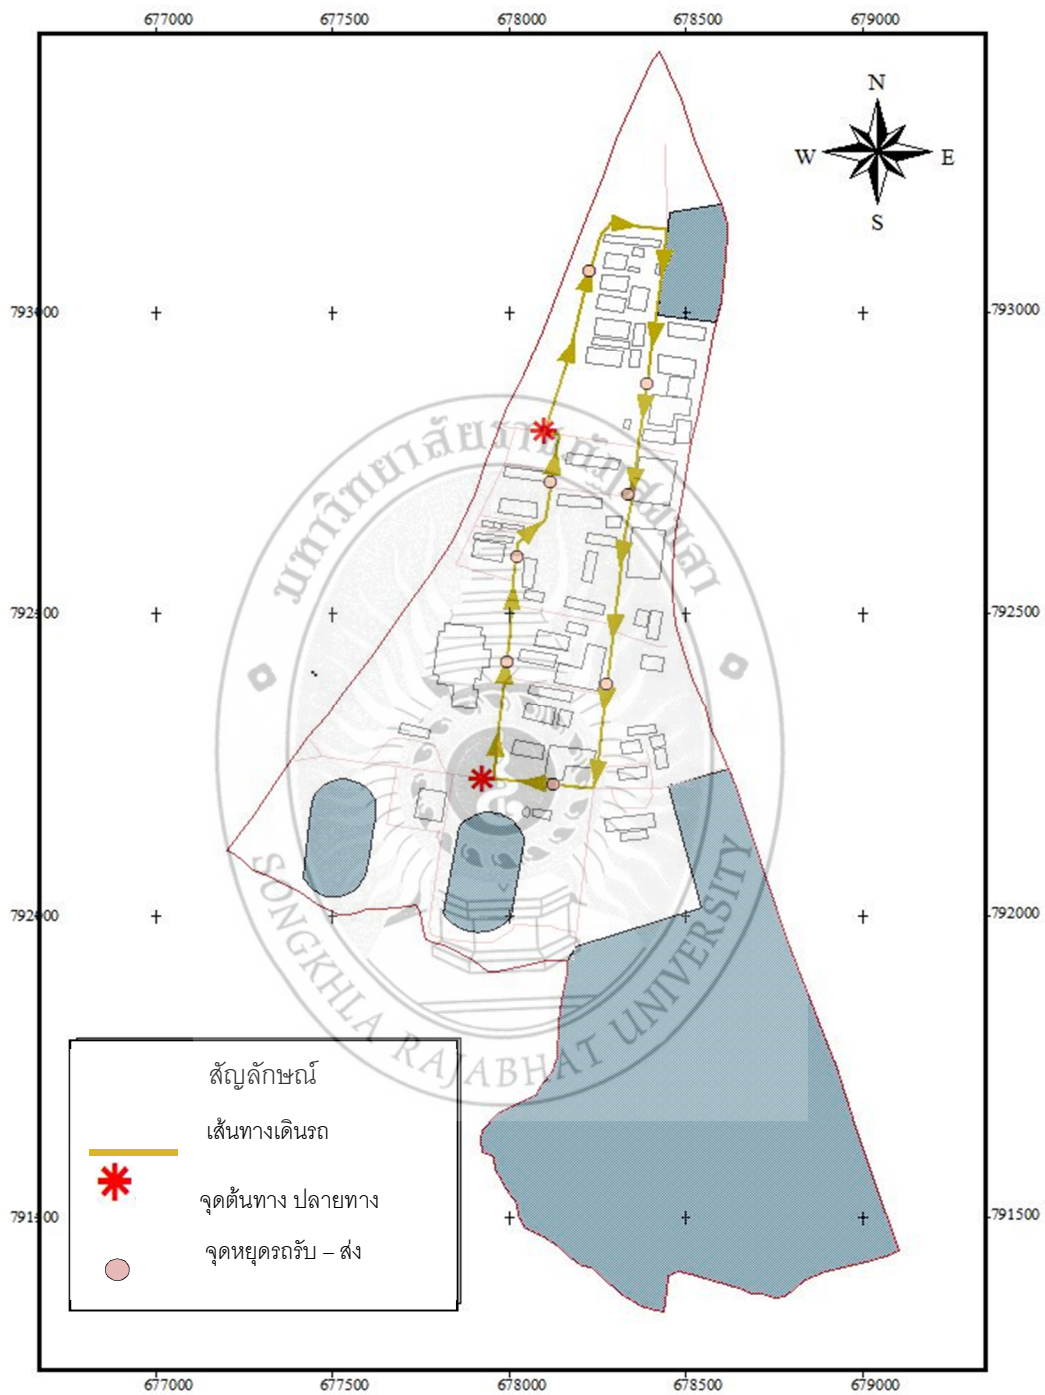 677000 677500 678000 678500 679000
N
W E
S
793000 793000
มหาวิทยาลัยราชภัฏสงขลา
792500 792500
792000 792000
SONGKHLA RAJABHAT UNIVERSITY
สัญลักษณ์
เส้นทางเดินรถ
จุดต้นทาง ปลายทาง
จุดหยุดรถรับ – ส่ง
791500 791500
677000 677500 678000 678500 679000